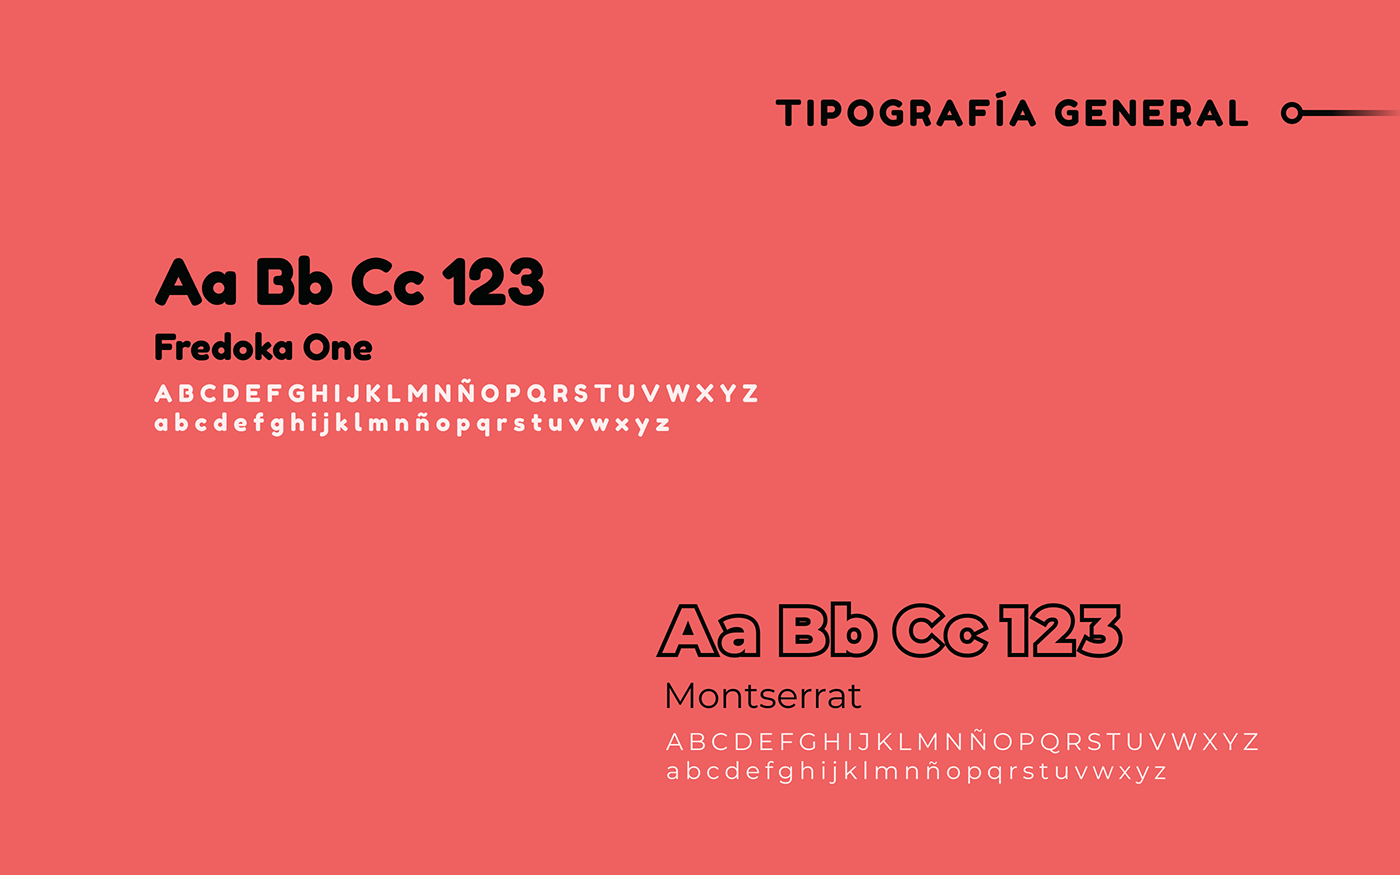 TIPOGRAFÍA GENERAL
Aa Bb Cc 123
Fredoka One
ABCDEFGHIJKLMNÑOPQRSTUVWXYZ
abcdefghijklmnñopqrstuvwxyz
Aa Bb Cc 123
Montserrat
ABCDEFGHIJKLMNÑOPQRSTUVWXYZ
abcdefghijklmnñopqrstuvwxyz